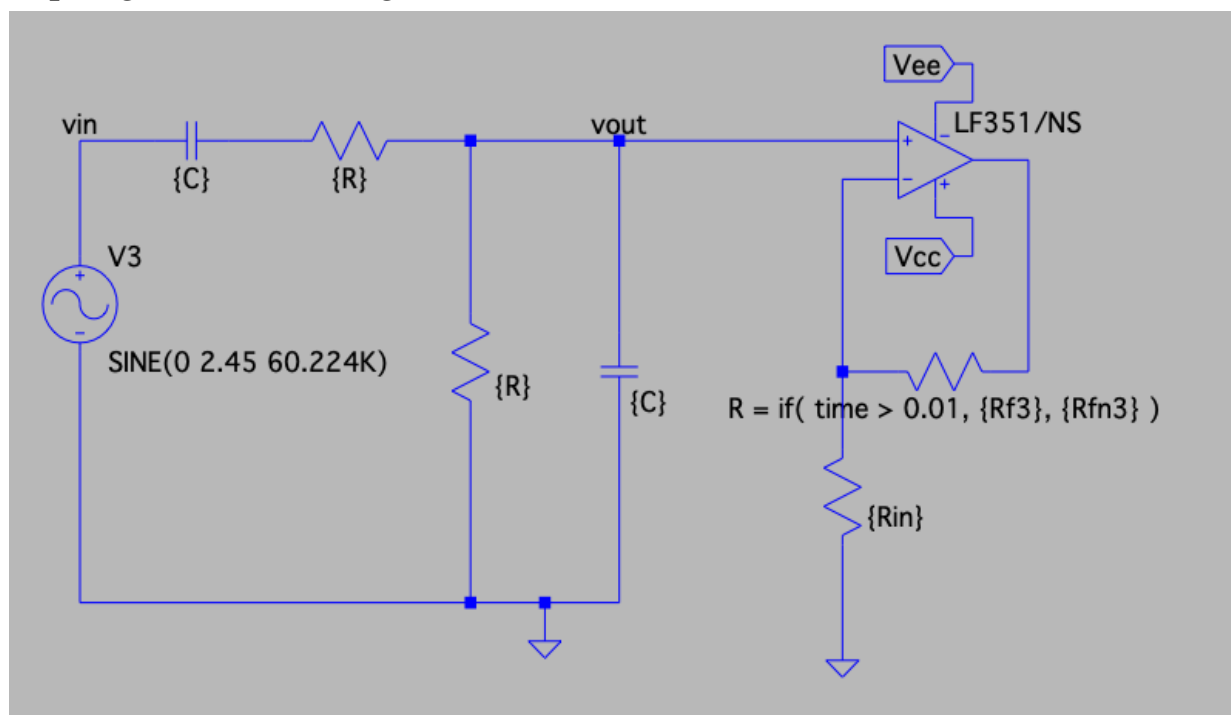 Vee
LF351/NS
vin
vout
{C}
{R}
+
-
+
−
Vcc
V3
+
−
SINE(0 2.45 60.224K)
{R}
{C}
R = if( time > 0.01, {Rf3}, {Rfn3} )
{Rin}